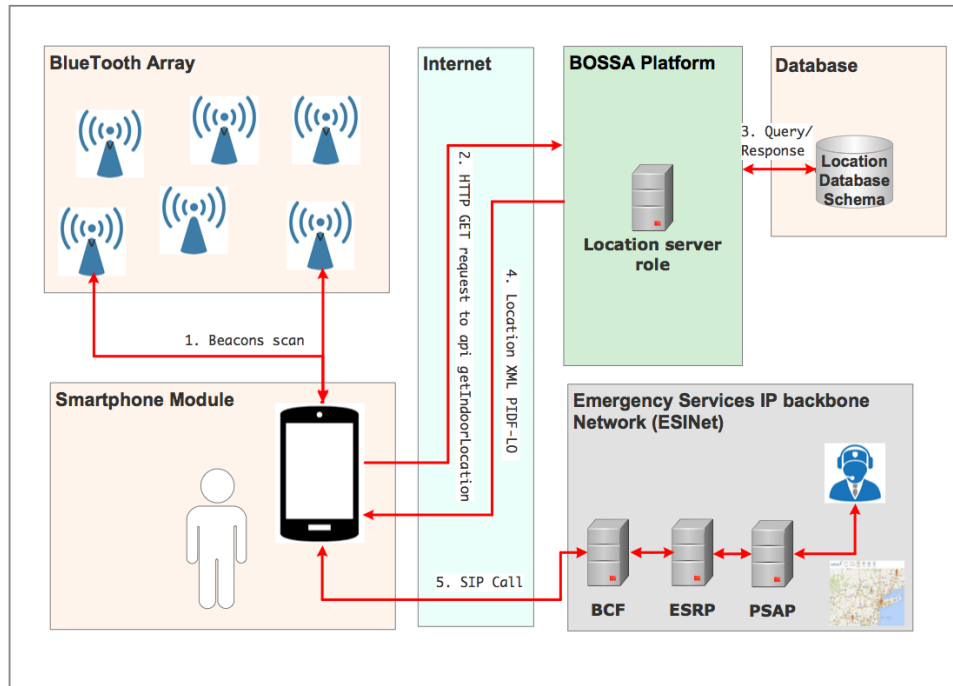 BlueTooth Array
Internet
BOSSA Platform
Database
3. Query/
Response
Location
Database
Schema
Location server
role
2. HTTP GET request to api getIndoorLocation
4. Location XML PIDF-LO
1. Beacons scan
Smartphone Module
Emergency Services IP backbone
Network (ESINet)
5. SIP Call
BCF
ESRP
PSAP